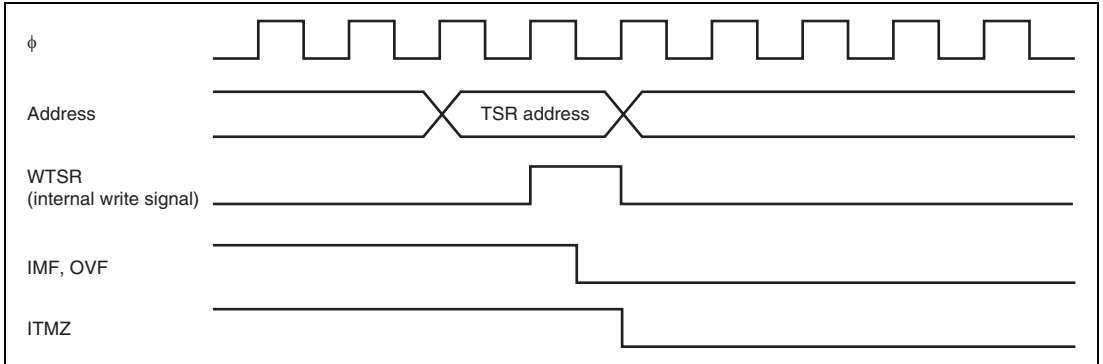 ϕ
Address
TSR address
WTSR
(internal write signal)
IMF, OVF
ITMZ